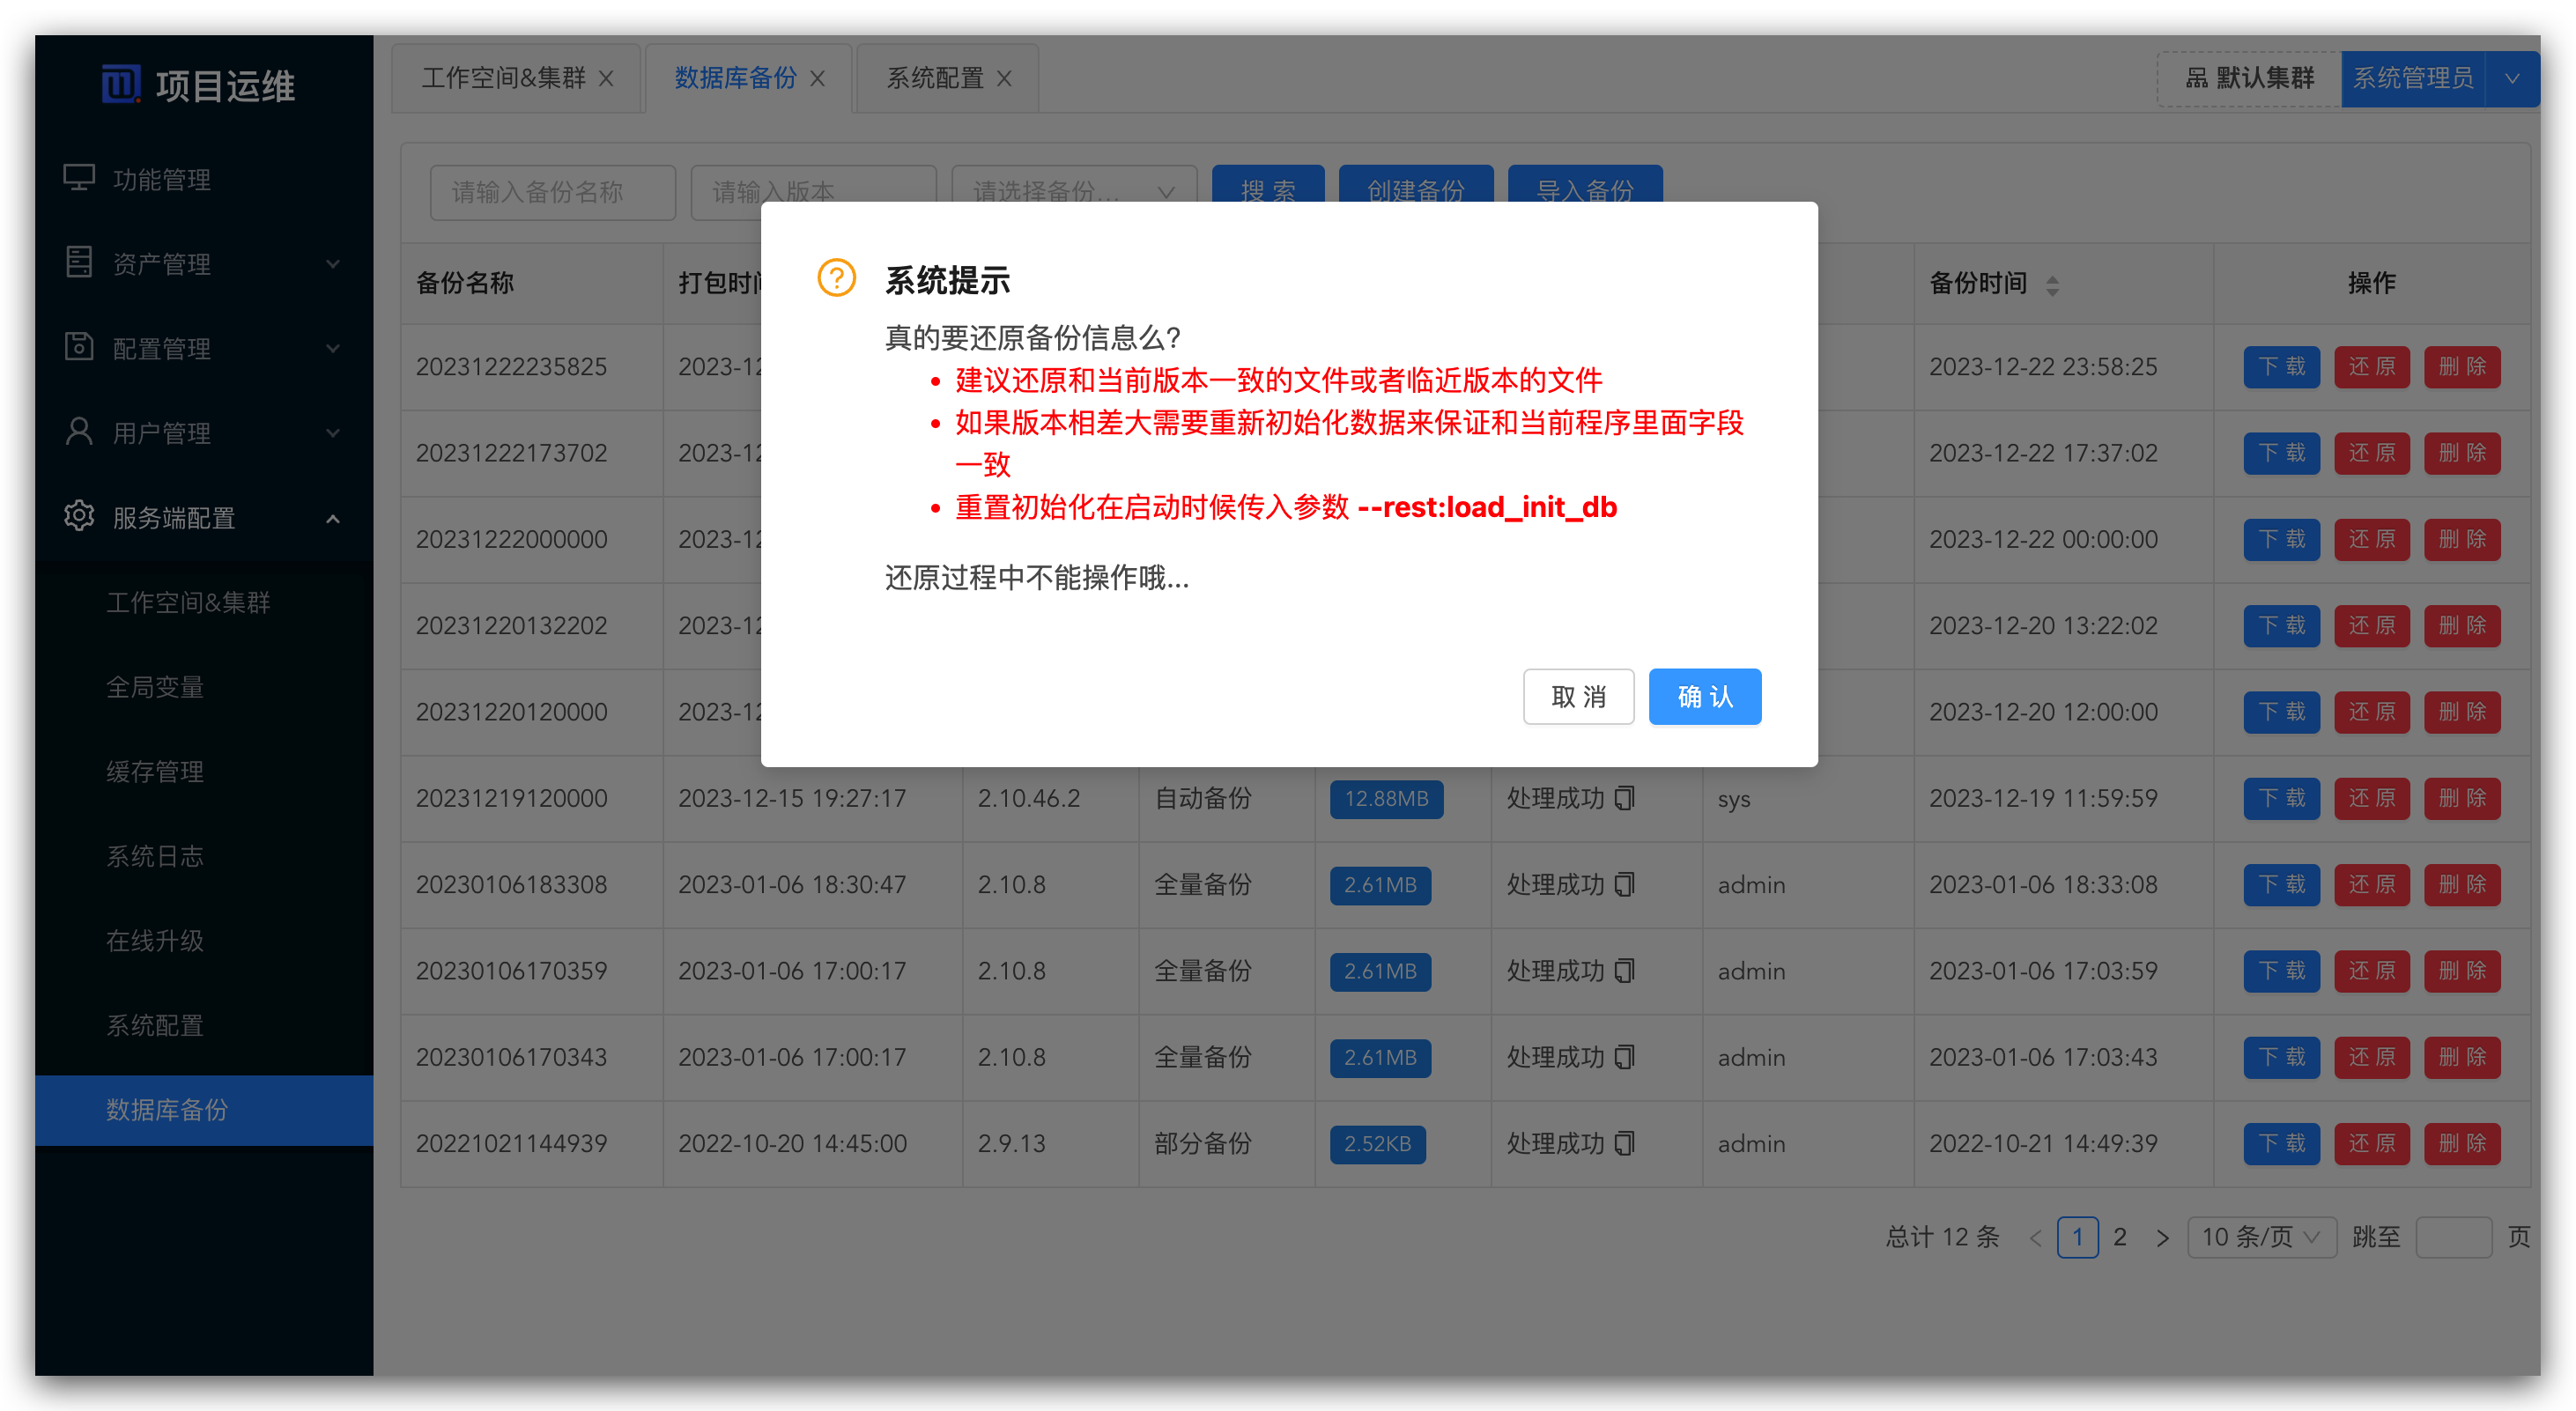 项目运维
工作空间&集群
数据库备份
系统配置
默认集群
系统管理员
功能管理
资产管理
配置管理
用户管理
服务端配置
工作空间&集群
全局变量
缓存管理
系统日志
在线升级
系统配置
数据库备份
请输入备份名称 请输入版本 请选择备份... 搜 索 创建备份 导入备份
系统提示
真的要还原备份信息么?
• 建议还原和当前版本一致的文件或者临近版本的文件
• 如果版本相差大需要重新初始化数据来保证和当前程序里面字段
一致
• 重置初始化在启动时候传入参数 --rest:load_init_db
还原过程中不能操作哦...
取 消 确 认
备份名称 打包时间 备份时间 操作
20231222235825 2023-12 2023-12-22 23:58:25 下 载 还 原 删 除
20231222173702 2023-12 2023-12-22 17:37:02 下 载 还 原 删 除
20231222000000 2023-12 2023-12-22 00:00:00 下 载 还 原 删 除
20231220132202 2023-12 2023-12-20 13:22:02 下 载 还 原 删 除
20231220120000 2023-12 2023-12-20 12:00:00 下 载 还 原 删 除
20231219120000 2023-12-15 19:27:17 2.10.46.2 自动备份 12.88MB 处理成功 sys 2023-12-19 11:59:59 下 载 还 原 删 除
20230106183308 2023-01-06 18:30:47 2.10.8 全量备份 2.61MB 处理成功 admin 2023-01-06 18:33:08 下 载 还 原 删 除
20230106170359 2023-01-06 17:00:17 2.10.8 全量备份 2.61MB 处理成功 admin 2023-01-06 17:03:59 下 载 还 原 删 除
20230106170343 2023-01-06 17:00:17 2.10.8 全量备份 2.61MB 处理成功 admin 2023-01-06 17:03:43 下 载 还 原 删 除
20221021144939 2022-10-20 14:45:00 2.9.13 部分备份 2.52KB 处理成功 admin 2022-10-21 14:49:39 下 载 还 原 删 除
总计 12 条 < 1 2 > 10 条/页 跳至 页